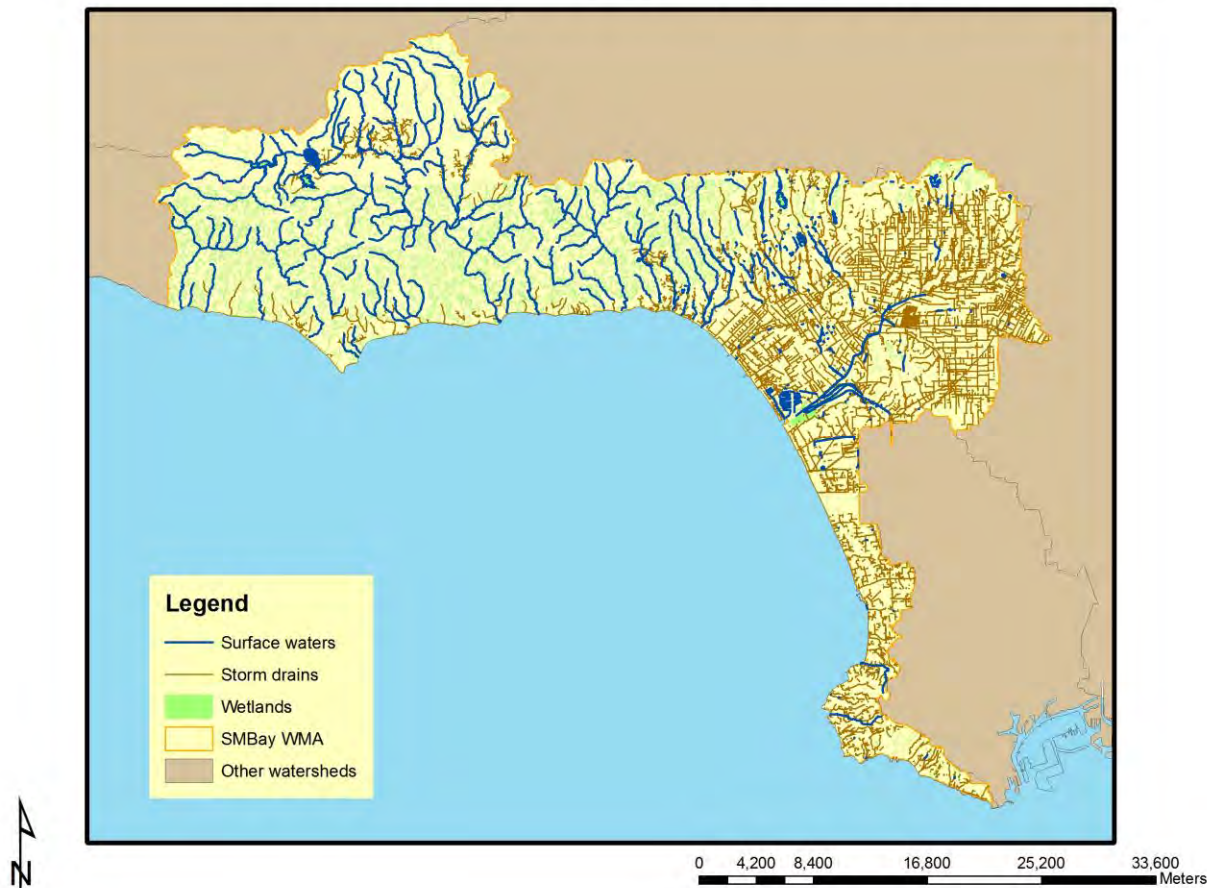 Legend
Surface waters
Storm drains
Wetlands
SMBay WMA
Other watersheds
N
0 4,200 8,400 16,800 25,200 33,600
Meters